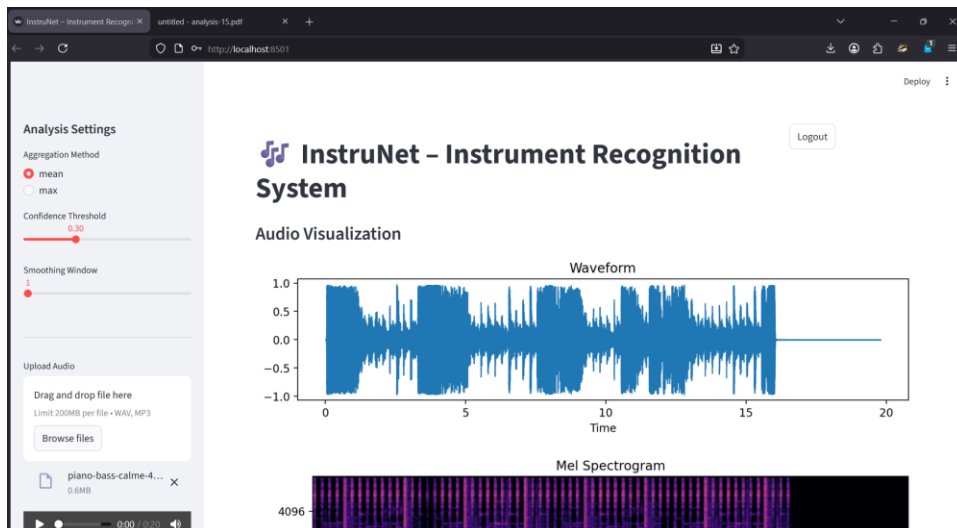 InstruNet – Instrument Recogni
untitled - analysis-15.pdf
http://localhost:8501
1
Deploy
Analysis Settings
Aggregation Method
mean
max
Confidence Threshold
0.30
Smoothing Window
1
Upload Audio
Drag and drop file here
Limit 200MB per file • WAV, MP3
Browse files
piano-bass-calme-4...
0.6MB
0:00 / 0:20
Logout
🎶 InstruNet – Instrument Recognition
System
Audio Visualization
Waveform
1.0
0.5
0.0
−0.5
−1.0
0 5 10 15 20
Time
Mel Spectrogram
4096